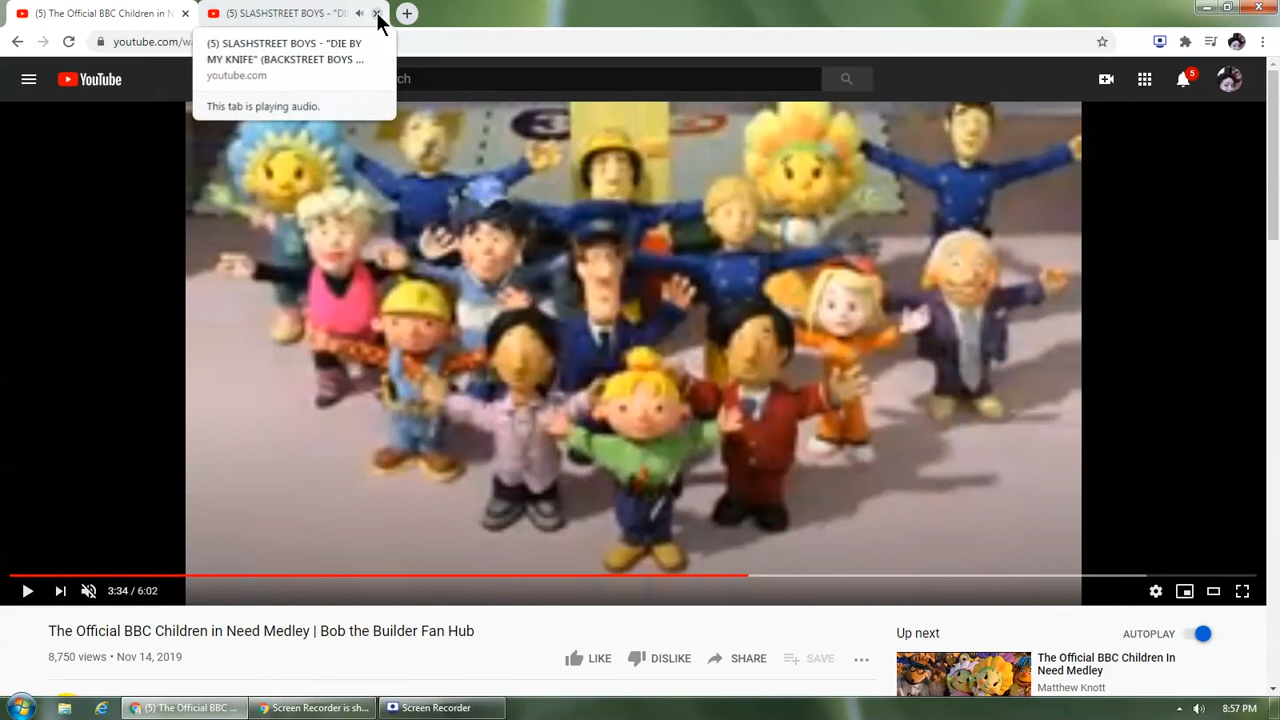 (5) The Official BBC Children in N
(5) SLASHSTREET BOYS - "DI
(5) SLASHSTREET BOYS - "DIE BY
MY KNIFE" (BACKSTREET BOYS ...
youtube.com
This tab is playing audio.
youtube.com/w
YouTube
ch
5
3
3:34 / 6:02
The Official BBC Children in Need Medley | Bob the Builder Fan Hub
8,750 views • Nov 14, 2019
LIKE
DISLIKE
SHARE
SAVE
Up next
AUTOPLAY
The Official BBC Children In
Need Medley
Matthew Knott
(5) The Official BBC ...
Screen Recorder is sh...
Screen Recorder
8:57 PM